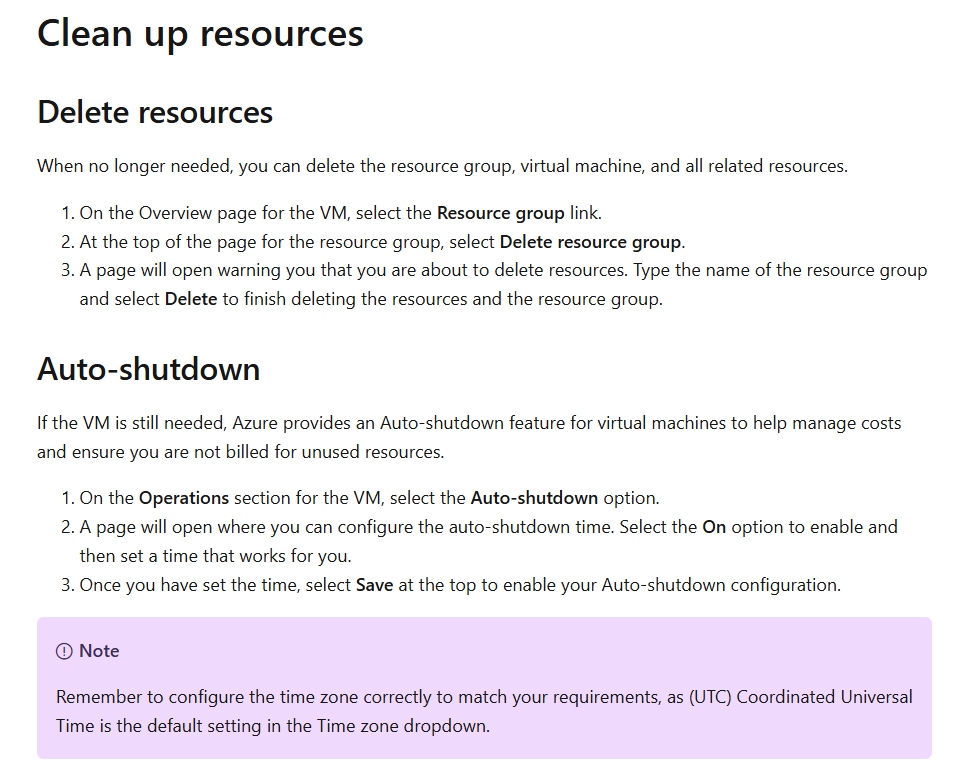 Clean up resources
Delete resources
When no longer needed, you can delete the resource group, virtual machine, and all related resources.
1. On the Overview page for the VM, select the Resource group link.
2. At the top of the page for the resource group, select Delete resource group.
3. A page will open warning you that you are about to delete resources. Type the name of the resource group
and select Delete to finish deleting the resources and the resource group.
Auto-shutdown
If the VM is still needed, Azure provides an Auto-shutdown feature for virtual machines to help manage costs
and ensure you are not billed for unused resources.
1. On the Operations section for the VM, select the Auto-shutdown option.
2. A page will open where you can configure the auto-shutdown time. Select the On option to enable and
then set a time that works for you.
3. Once you have set the time, select Save at the top to enable your Auto-shutdown configuration.
Note
Remember to configure the time zone correctly to match your requirements, as (UTC) Coordinated Universal
Time is the default setting in the Time zone dropdown.